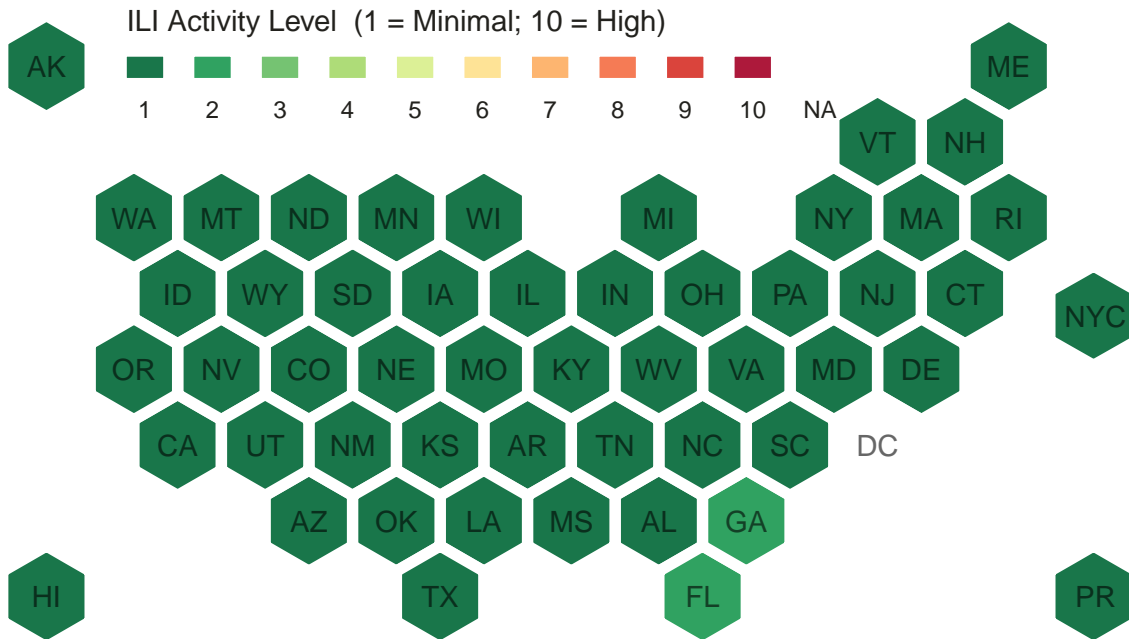 ILI Activity Level (1 = Minimal; 10 = High)
1 2 3 4 5 6 7 8 9 10 NA
AK ME
VT NH
WA MT ND MN WI MI NY MA RI
ID WY SD IA IL IN OH PA NJ CT
NYC
OR NV CO NE MO KY WV VA MD DE
CA UT NM KS AR TN NC SC DC
AZ OK LA MS AL GA
HI TX FL PR